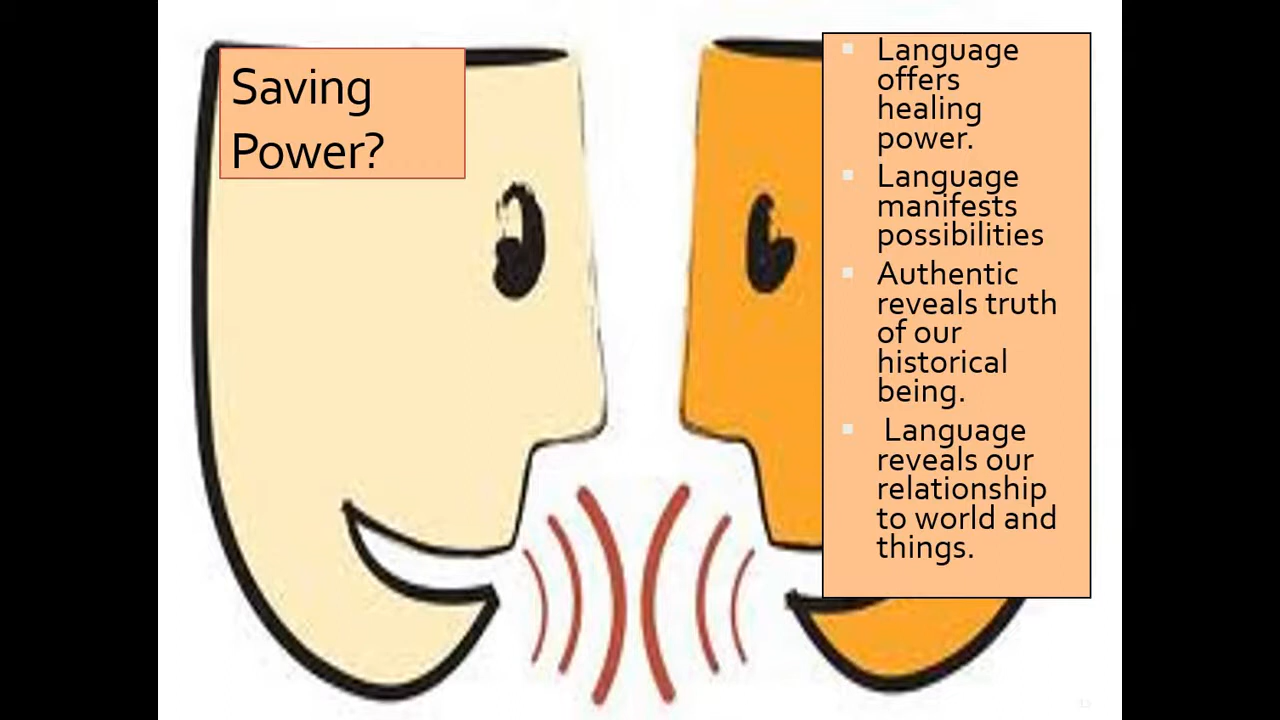 Saving
Power?
Language
offers
healing
power.
Language
manifests
possibilities
Authentic
reveals truth
of our
historical
being.
Language
reveals our
relationship
to world and
things.